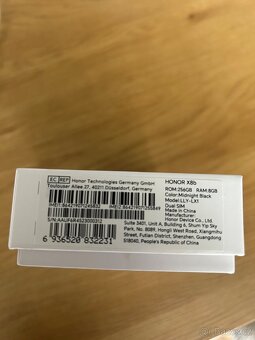 EC REP Honor Technologies Germany GmbH
Toulouser Allee 27, 40211 Düsseldorf, Germany
S/N:AAUF6R4529000032
6 936520 832231
HONOR X8b
ROM:256GB RAM:8GB
Color:Midnight Black
Model:LLY-LX1
Dual SIM
Made in China
Manufacturer:
Honor Device Co., Ltd.
Suite 3401, Unit A, Building 6, Shum Yip Sky
Park, No. 8089, Hongli West Road, Xiangmihu
Street, Futian District, Shenzhen, Guangdong
518040, People's Republic of China